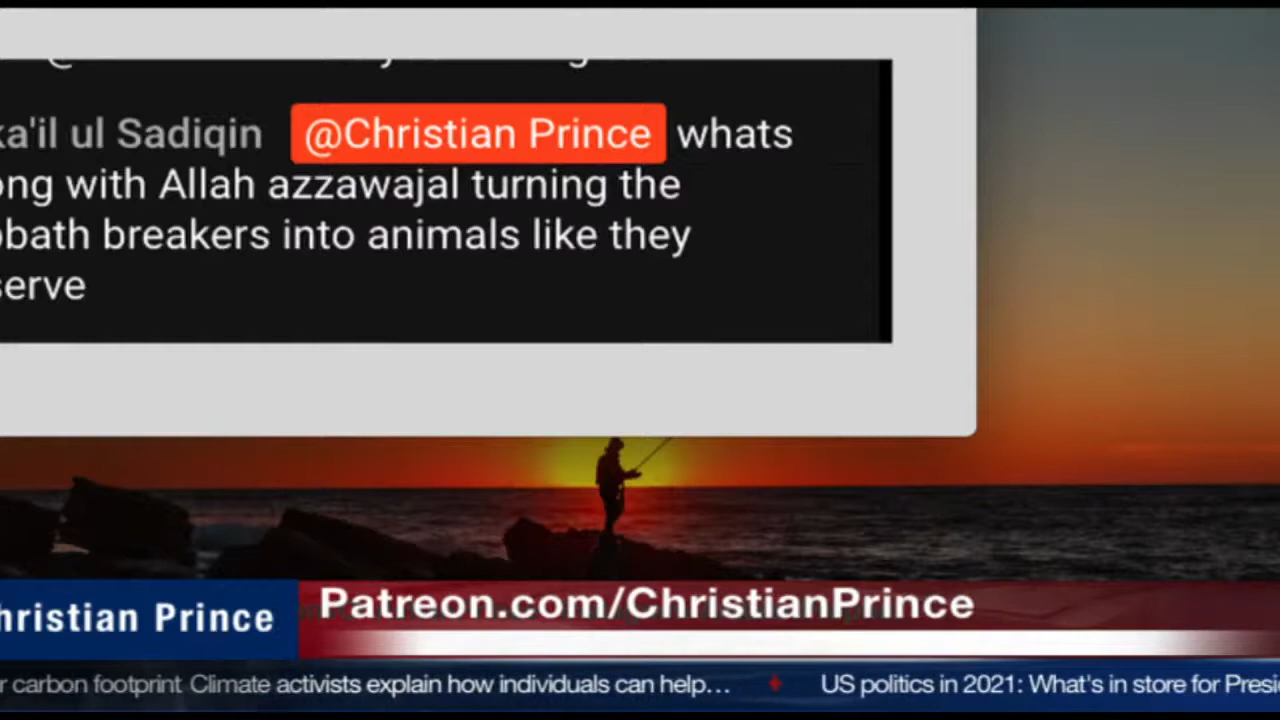 ka'il ul Sadiqin @Christian Prince whats
ong with Allah azzawajal turning the
bbath breakers into animals like they
serve
hristian Prince
Patreon.com/ChristianPrince
r carbon footprint Climate activists explain how individuals can help... US politics in 2021: What's in store for Presi